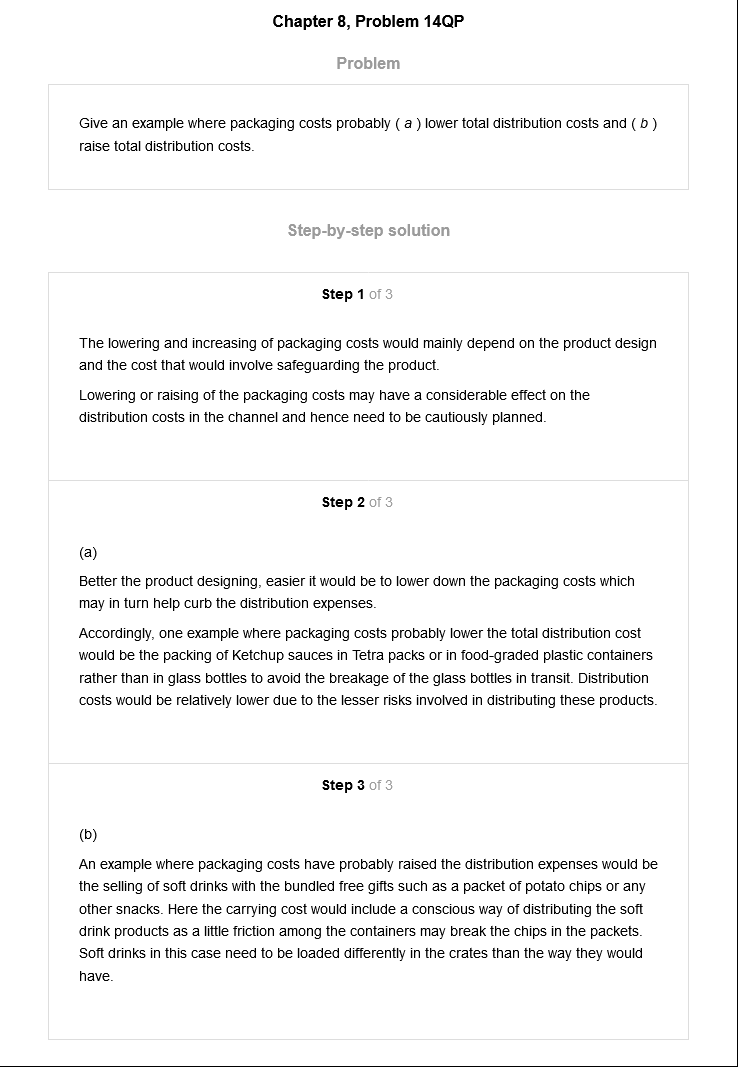 Chapter 8, Problem 14QP
Problem
Give an example where packaging costs probably ( a ) lower total distribution costs and ( b )
raise total distribution costs.
Step-by-step solution
Step 1 of 3
The lowering and increasing of packaging costs would mainly depend on the product design
and the cost that would involve safeguarding the product.
Lowering or raising of the packaging costs may have a considerable effect on the
distribution costs in the channel and hence need to be cautiously planned.
Step 2 of 3
(a)
Better the product designing, easier it would be to lower down the packaging costs which
may in turn help curb the distribution expenses.
Accordingly, one example where packaging costs probably lower the total distribution cost
would be the packing of Ketchup sauces in Tetra packs or in food-graded plastic containers
rather than in glass bottles to avoid the breakage of the glass bottles in transit. Distribution
costs would be relatively lower due to the lesser risks involved in distributing these products.
Step 3 of 3
(b)
An example where packaging costs have probably raised the distribution expenses would be
the selling of soft drinks with the bundled free gifts such as a packet of potato chips or any
other snacks. Here the carrying cost would include a conscious way of distributing the soft
drink products as a little friction among the containers may break the chips in the packets.
Soft drinks in this case need to be loaded differently in the crates than the way they would
have.